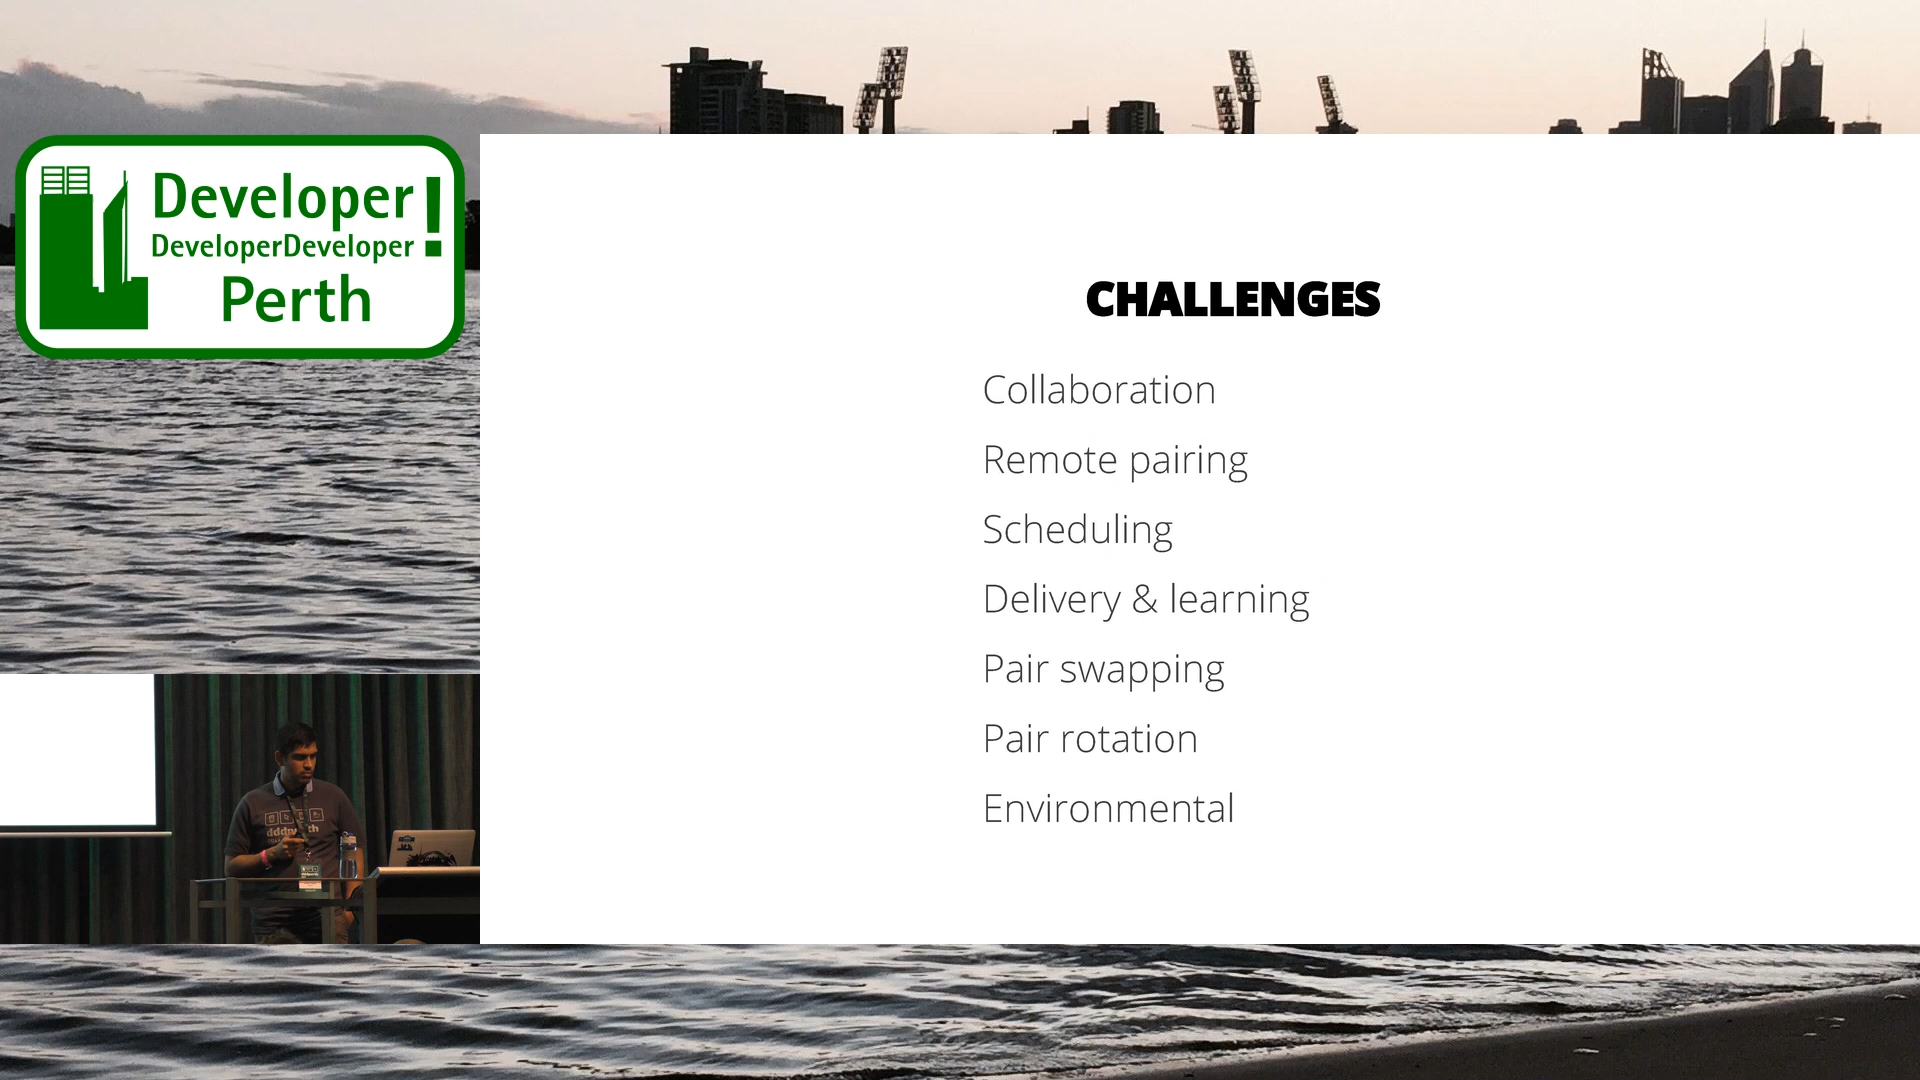 Developer!
DeveloperDeveloper
Perth
CHALLENGES
Collaboration
Remote pairing
Scheduling
Delivery & learning
Pair swapping
Pair rotation
Environmental